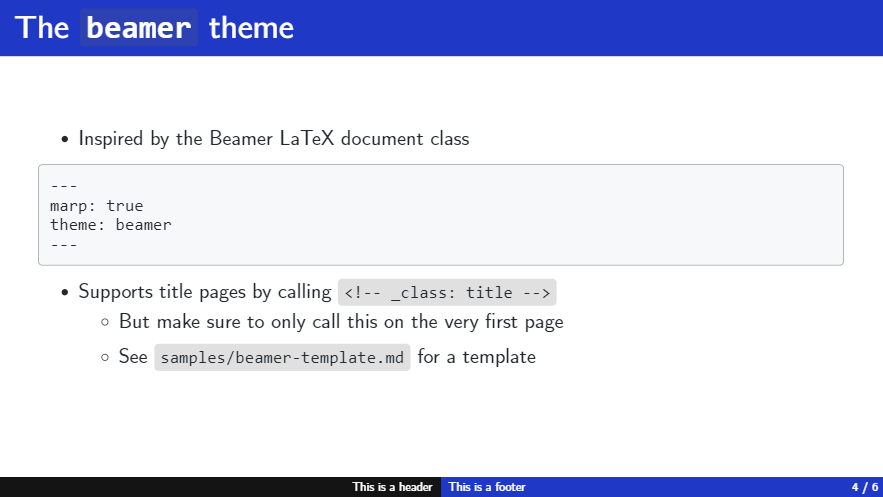 The beamer theme
• Inspired by the Beamer LaTeX document class
---
marp: true
theme: beamer
---
• Supports title pages by calling <!-- _class: title -->
◦ But make sure to only call this on the very first page
◦ See samples/beamer-template.md for a template
This is a header This is a footer 4 / 6